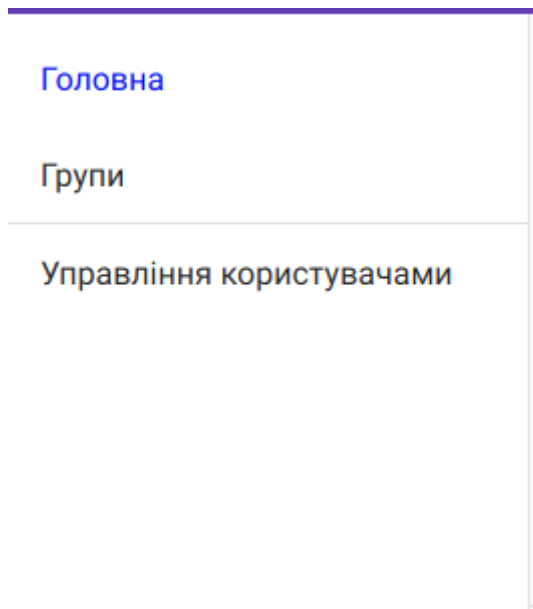 Головна
Групи
Управління користувачами